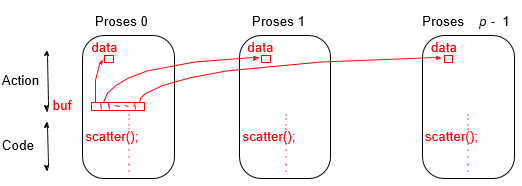 Proses 0 Proses 1 Proses p - 1
data data data
Action
buf
scatter(); scatter(); scatter();
Code